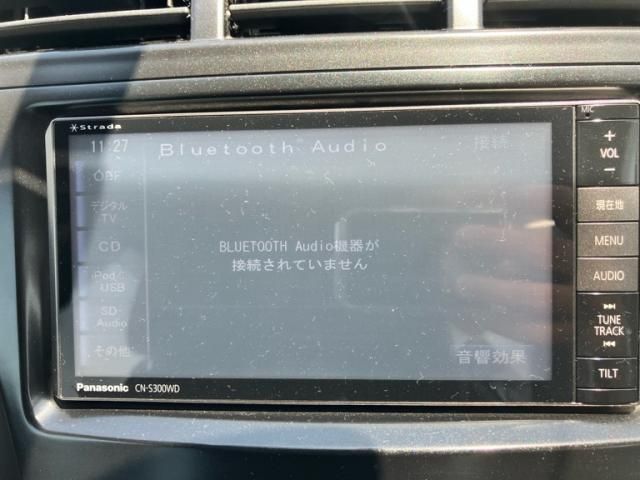 Strada
11:27
Bluetooth Audio
接続
OFF
デジタル
TV
CD
iPod/
USB
SD-
Audio
その他
BLUETOOTH Audio機器が
接続されていません
音響効果
Panasonic CN-S300WD
MIC
+
VOL
−
現在地
MENU
AUDIO
TUNE
TRACK
TILT